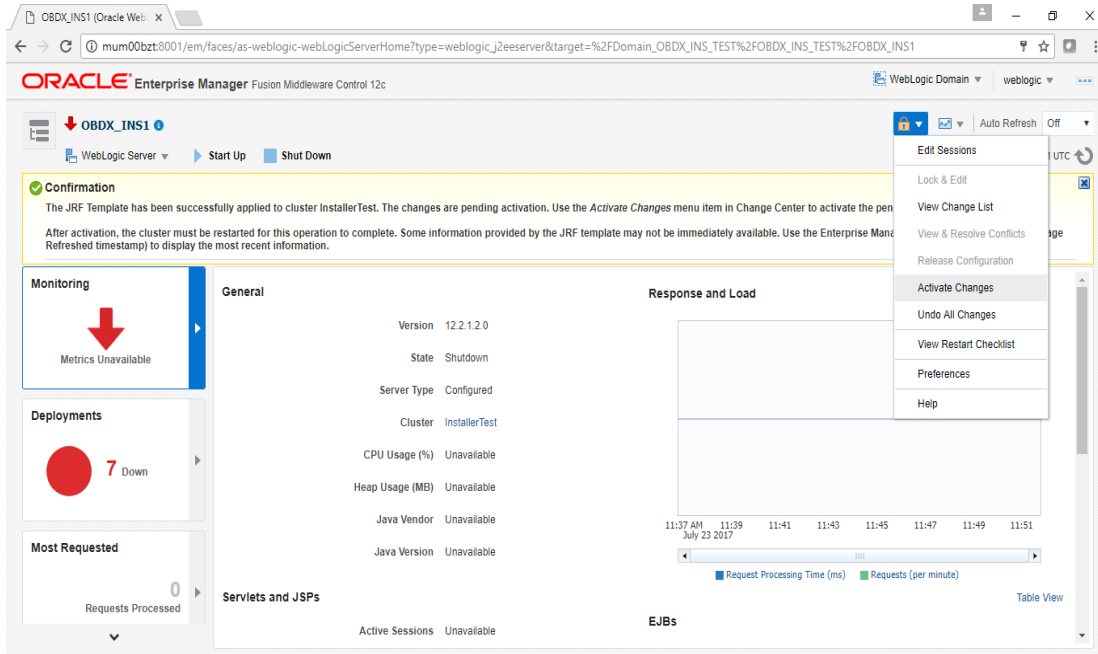 OBDX_INS1 (Oracle Web
mum00bzt:8001/em/faces/as-weblogic-webLogicServerHome?type=weblogic_j2eeserver&target=%2FDomain_OBDX_INS_TEST%2FOBDX_INS_TEST%2FOBDX_INS1
ORACLE Enterprise Manager Fusion Middleware Control 12c
WebLogic Domain
weblogic
OBDX_INS1
Auto Refresh Off
WebLogic Server
Start Up
Shut Down
UTC
Edit Sessions
Lock & Edit
View Change List
View & Resolve Conflicts
Release Configuration
Activate Changes
Undo All Changes
View Restart Checklist
Preferences
Help
Confirmation
The JRF Template has been successfully applied to cluster InstallerTest. The changes are pending activation. Use the Activate Changes menu item in Change Center to activate the pen
After activation, the cluster must be restarted for this operation to complete. Some information provided by the JRF template may not be immediately available. Use the Enterprise Mana
Refreshed timestamp) to display the most recent information.
Monitoring
Metrics Unavailable
Deployments
7 Down
Most Requested
0
Requests Processed
General
Version 12.2.1.2.0
State Shutdown
Server Type Configured
Cluster InstallerTest
CPU Usage (%) Unavailable
Heap Usage (MB) Unavailable
Java Vendor Unavailable
Java Version Unavailable
Servlets and JSPs
Active Sessions Unavailable
Response and Load
11:37 AM 11:39 11:41 11:43 11:45 11:47 11:49 11:51
July 23 2017
Request Processing Time (ms) Requests (per minute)
Table View
EJBs